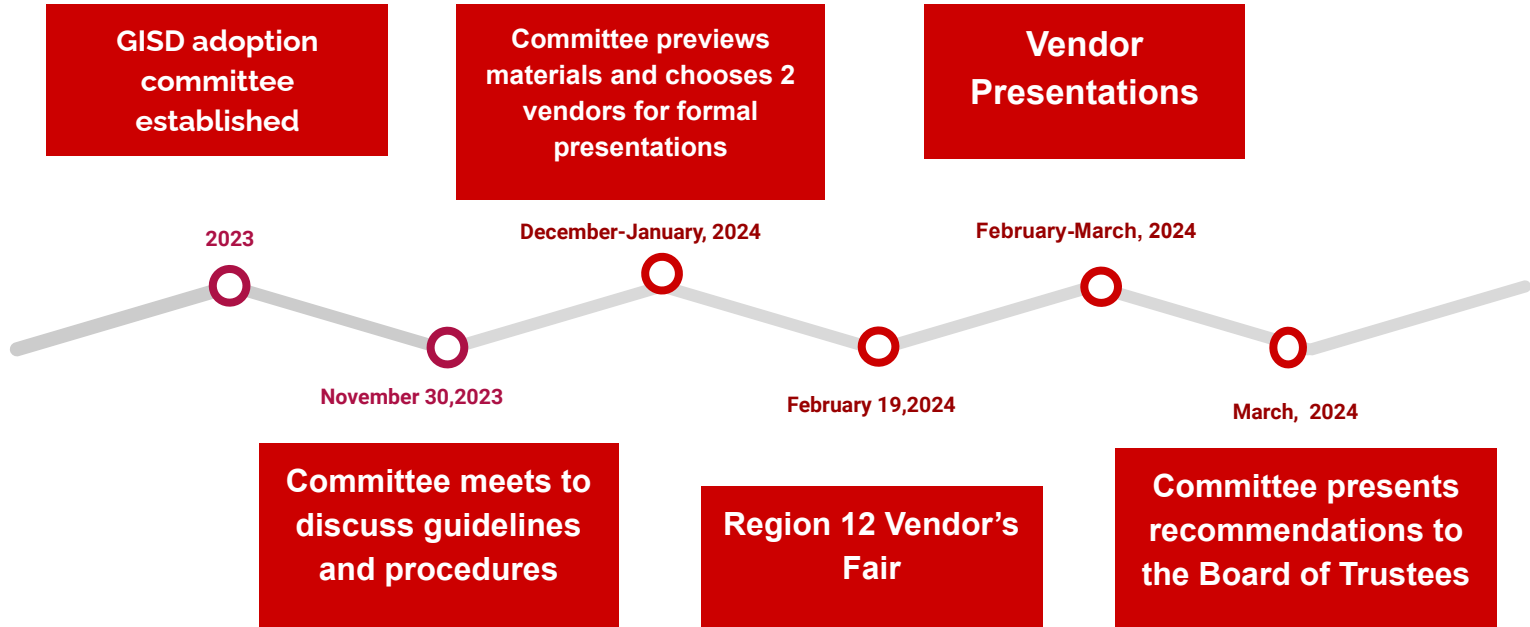 GISD adoption
committee
established
2023
November 30,2023
Committee meets to
discuss guidelines
and procedures
Committee previews
materials and chooses 2
vendors for formal
presentations
December-January, 2024
February 19,2024
Region 12 Vendor’s
Fair
Vendor
Presentations
February-March, 2024
March,  2024
Committee presents
recommendations to
the Board of Trustees